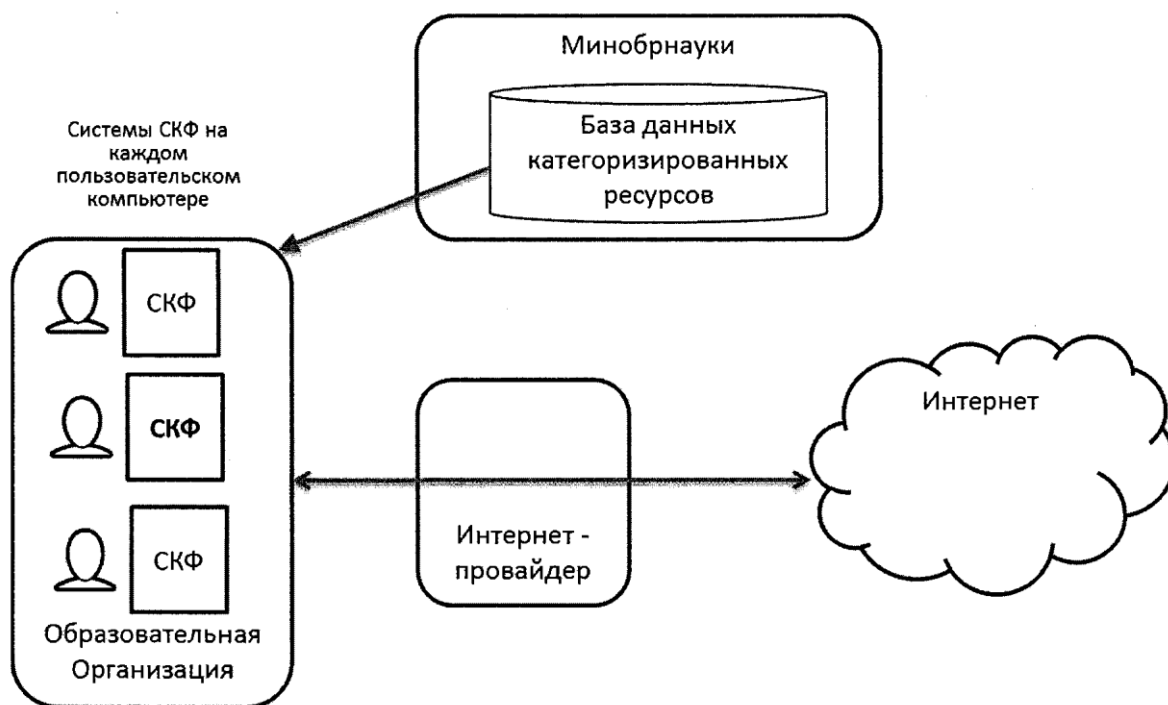 Минобрнауки
База данных
категоризированных
ресурсов
Системы СКФ на
каждом
пользовательском
компьютере
СКФ
СКФ
СКФ
Образовательная
Организация
Интернет -
провайдер
Интернет